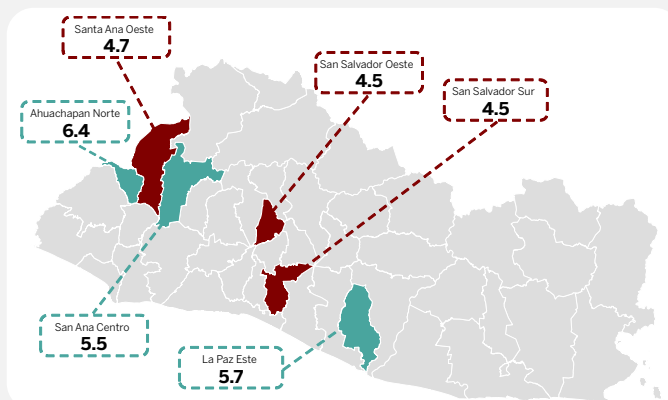 Santa Ana Oeste
4.7
San Salvador Oeste
4.5
San Salvador Sur
4.5
Ahuachapan Norte
6.4
San Ana Centro
5.5
La Paz Este
5.7